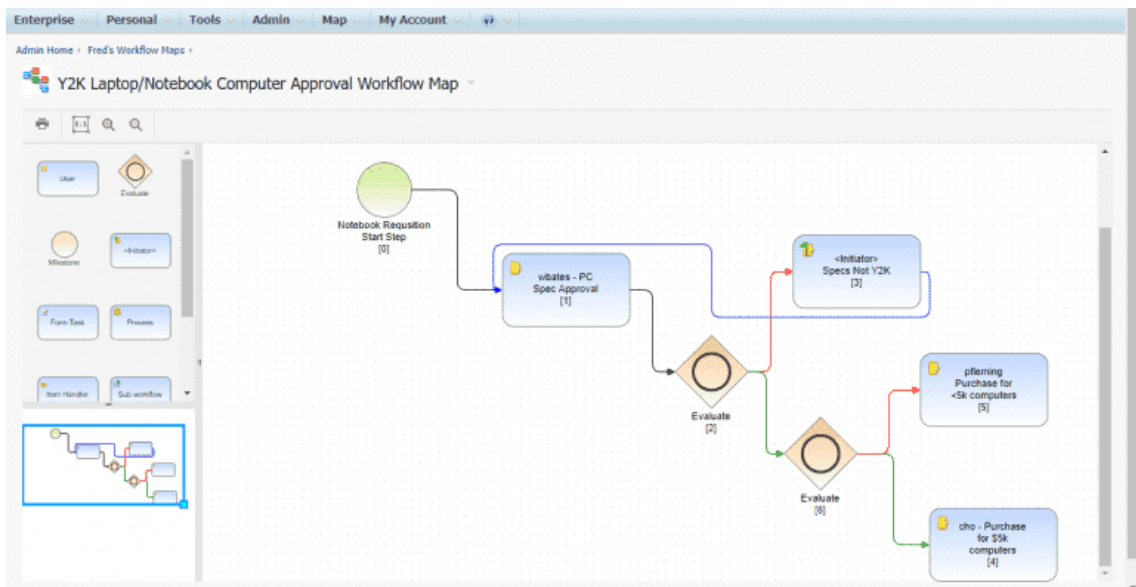 Enterprise Personal Tools Admin Map My Account
Admin Home › Fred's Workflow Maps ›
Y2K Laptop/Notebook Computer Approval Workflow Map
1:1
User
Evaluate
Milestone
<Initiator>
Form Task
Process
Item Handler
Sub-workflow
Notebook Requsition
Start Step
[0]
wbates - PC
Spec Approval
[1]
<Initiator>
Specs Not Y2K
[3]
Evaluate
[2]
pfleming
Purchase for
<5k computers
[5]
Evaluate
[6]
cho - Purchase
for $5k
computers
[4]